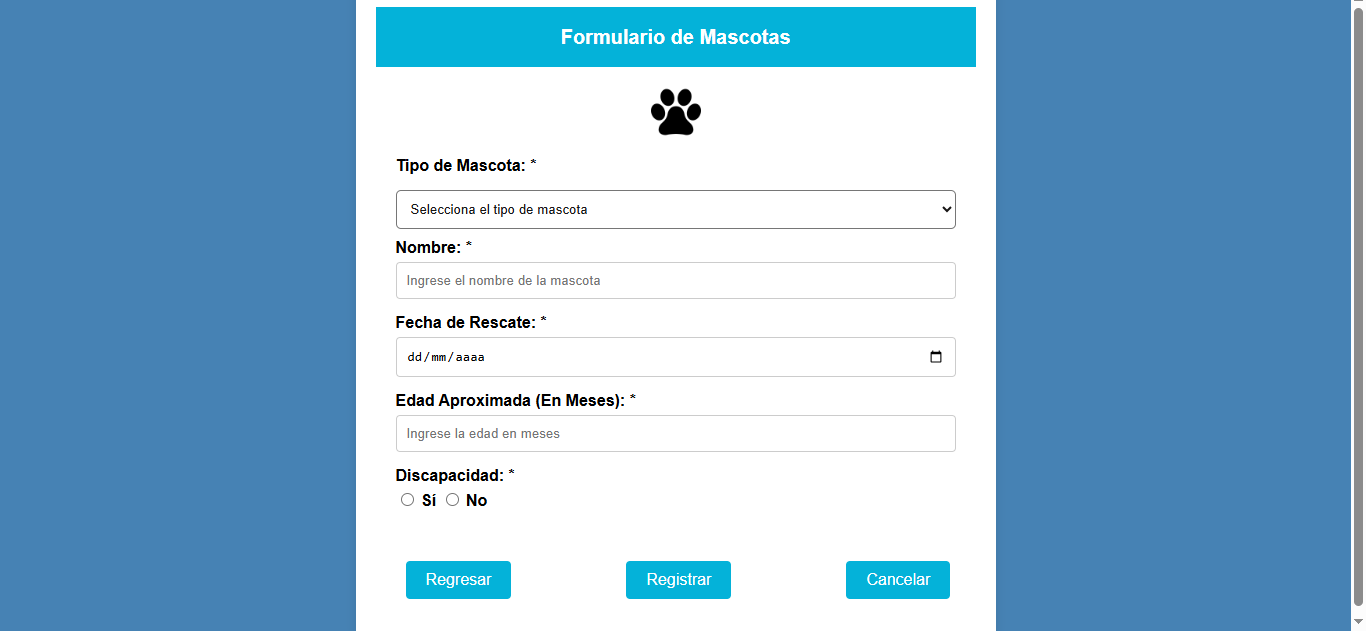 Formulario de Mascotas
Tipo de Mascota: *
Selecciona el tipo de mascota
Nombre: *
Ingrese el nombre de la mascota
Fecha de Rescate: *
dd/mm/aaaa
Edad Aproximada (En Meses): *
Ingrese la edad en meses
Discapacidad: *
Sí No
Regresar Registrar Cancelar